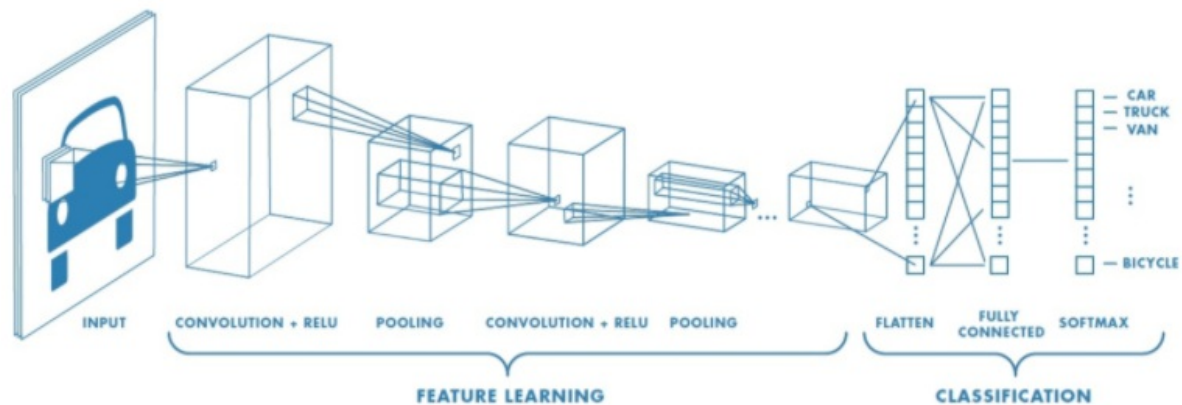 CAR
TRUCK
VAN
BICYCLE
INPUT
CONVOLUTION + RELU
POOLING
CONVOLUTION + RELU
POOLING
FLATTEN
FULLY
CONNECTED
SOFTMAX
FEATURE LEARNING
CLASSIFICATION